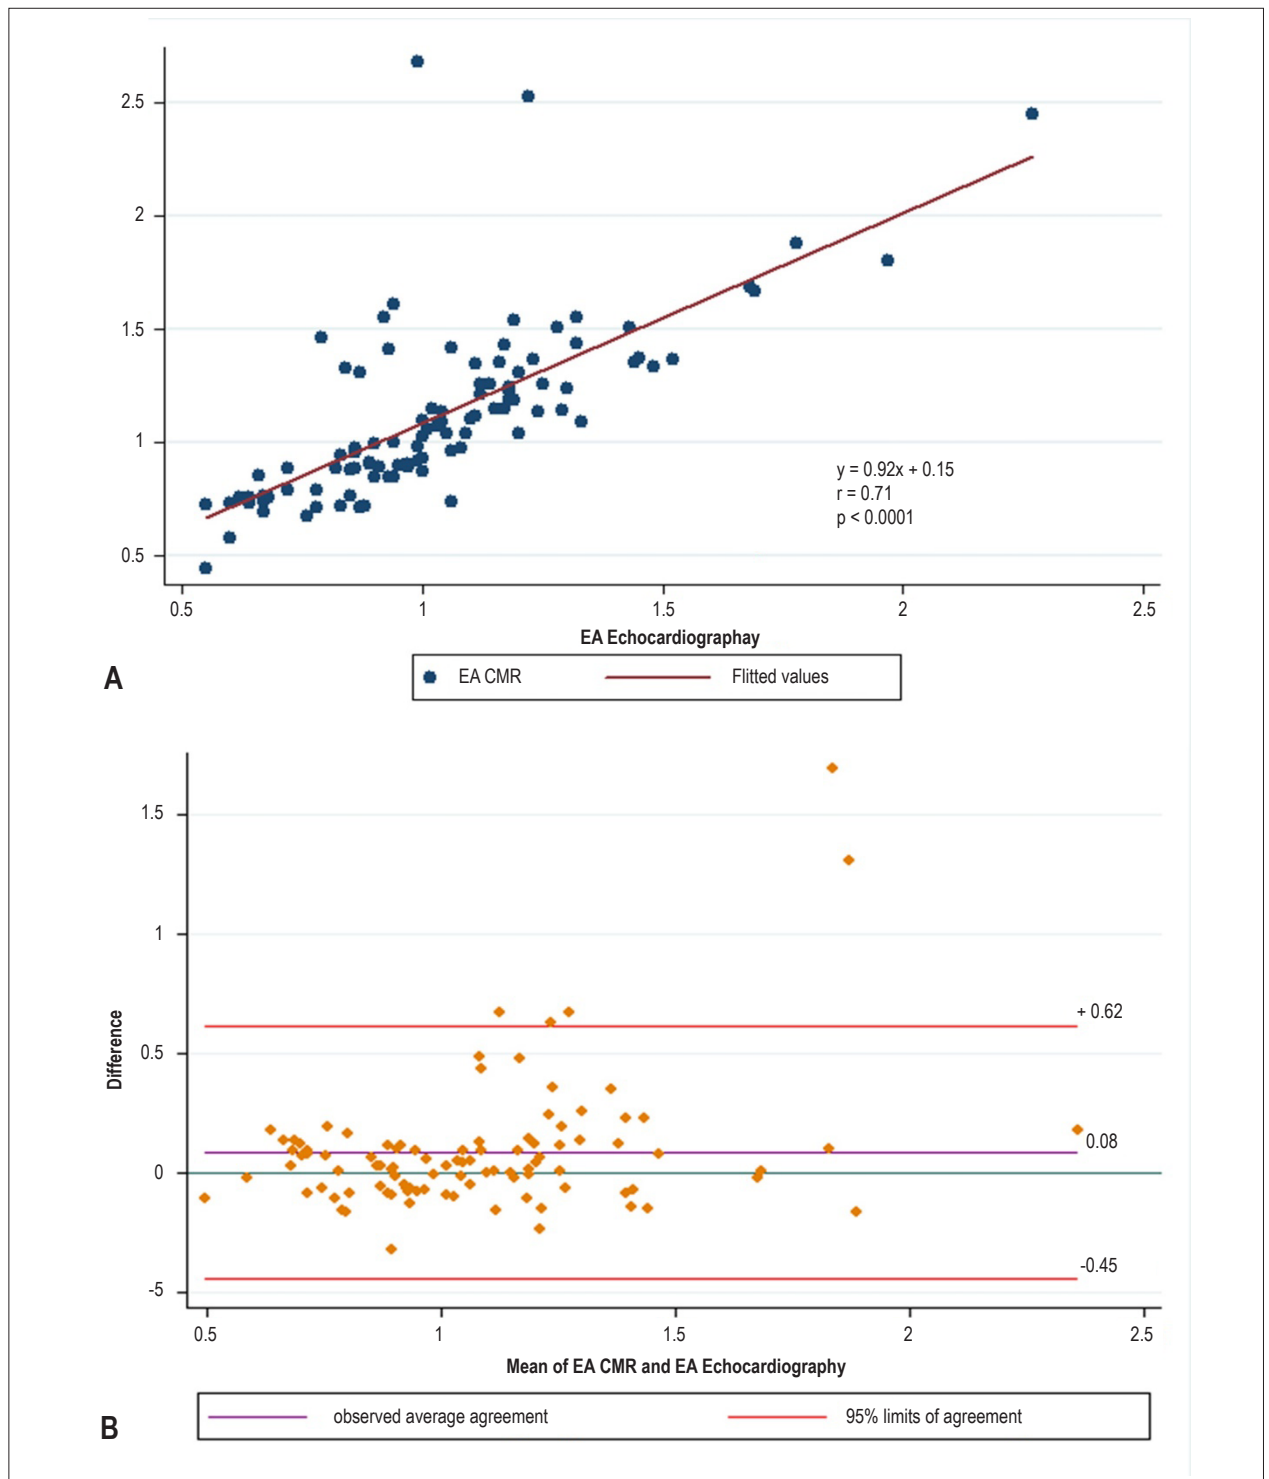 2.5
2
1.5
1
0.5
y = 0.92x + 0.15
r = 0.71
p < 0.0001
0.5 1 1.5 2 2.5
EA Echocardiographay
A
EA CMR Flitted values
1.5
1
0.5
0
-5
Difference
+ 0.62
0.08
-0.45
0.5 1 1.5 2 2.5
Mean of EA CMR and EA Echocardiography
B
observed average agreement 95% limits of agreement